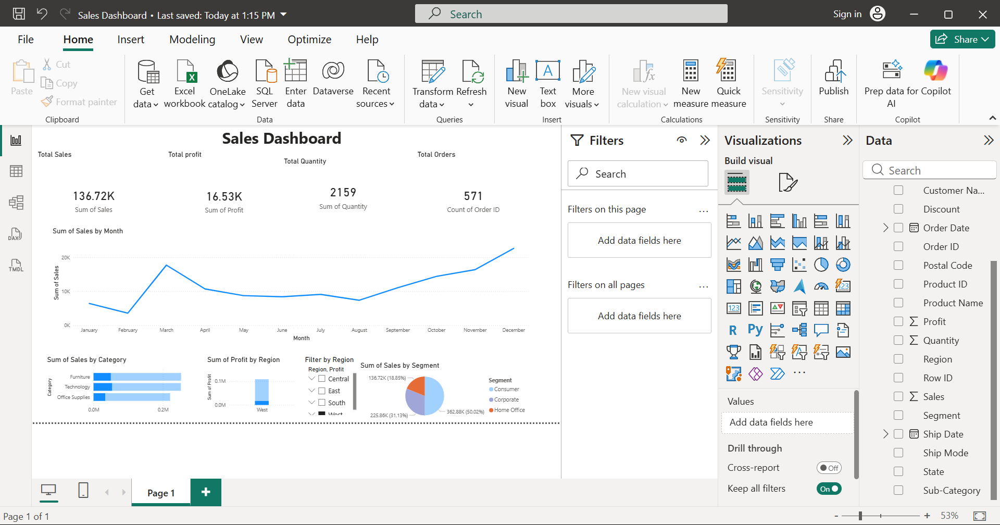 Sales Dashboard • Last saved: Today at 1:15 PM
Search
Sign in
File Home Insert Modeling View Optimize Help
Share
Paste
Cut
Copy
Format painter
Clipboard
Get data
Excel workbook
OneLake catalog
SQL Server
Enter data
Dataverse
Recent sources
Data
Transform data
Refresh
Queries
New visual
A
Text box
More visuals
Insert
New visual calculation
New measure
Quick measure
Calculations
Sensitivity
Sensitivity
Publish
Share
Prep data for AI
Copilot
Copilot
DAX
TMDL
Sales Dashboard
Total Sales
136.72K
Sum of Sales
Total profit
16.53K
Sum of Profit
Total Quantity
2159
Sum of Quantity
Total Orders
571
Count of Order ID
Sum of Sales by Month
Sum of Sales
20K
10K
0K
January February March April May June July August September October November December
Month
Sum of Sales by Category
Category
Furniture
Technology
Office Supplies
0.0M 0.2M
Sum of Profit by Region
Sum of Profit
0.1M
0.0M
West
Filter by Region
Region, Profit
Central
East
South
West
Sum of Sales by Segment
136.72K (18.85%)
225.86K (31.13%)
362.88K (50.02%)
Segment
Consumer
Corporate
Home Office
Filters
Search
Filters on this page ...
Add data fields here
Filters on all pages ...
Add data fields here
Visualizations
Build visual
123
123
R
Py
...
Values
Add data fields here
Drill through
Cross-report Off
Keep all filters On
Data
Search
Customer Na...
Discount
Order Date
Order ID
Postal Code
Product ID
Product Name
Profit
Quantity
Region
Row ID
Sales
Segment
Ship Date
Ship Mode
State
Sub-Category
Page 1
+
Page 1 of 1
- + 53%